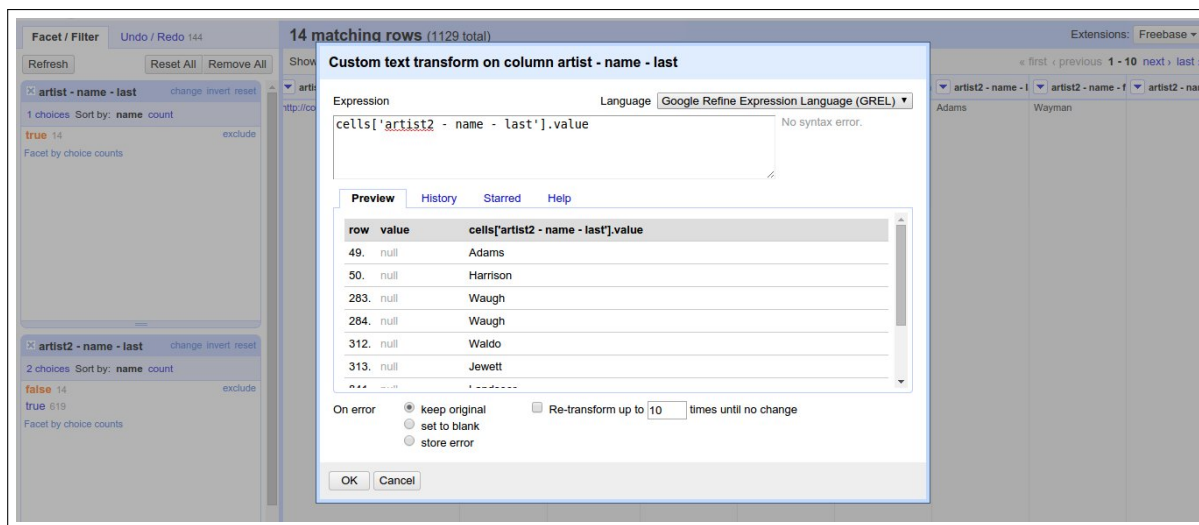 Facet / Filter Undo / Redo 144
Refresh Reset All Remove All
artist - name - last change invert reset
1 choices Sort by: name count
true 14 exclude
Facet by choice counts
artist2 - name - last change invert reset
2 choices Sort by: name count
false 14 exclude
true 619
Facet by choice counts
14 matching rows (1129 total)
Extensions: Freebase
Show
« first ‹ previous 1 - 10 next › last
artist2 - name - l artist2 - name - f artist2 - na
Adams Wayman
Custom text transform on column artist - name - last
Expression Language Google Refine Expression Language (GREL)
cells['artist2 - name - last'].value No syntax error.
Preview History Starred Help
row value cells['artist2 - name - last'].value
49. null Adams
50. null Harrison
283. null Waugh
284. null Waugh
312. null Waldo
313. null Jewett
On error keep original Re-transform up to 10 times until no change
set to blank
store error
OK Cancel